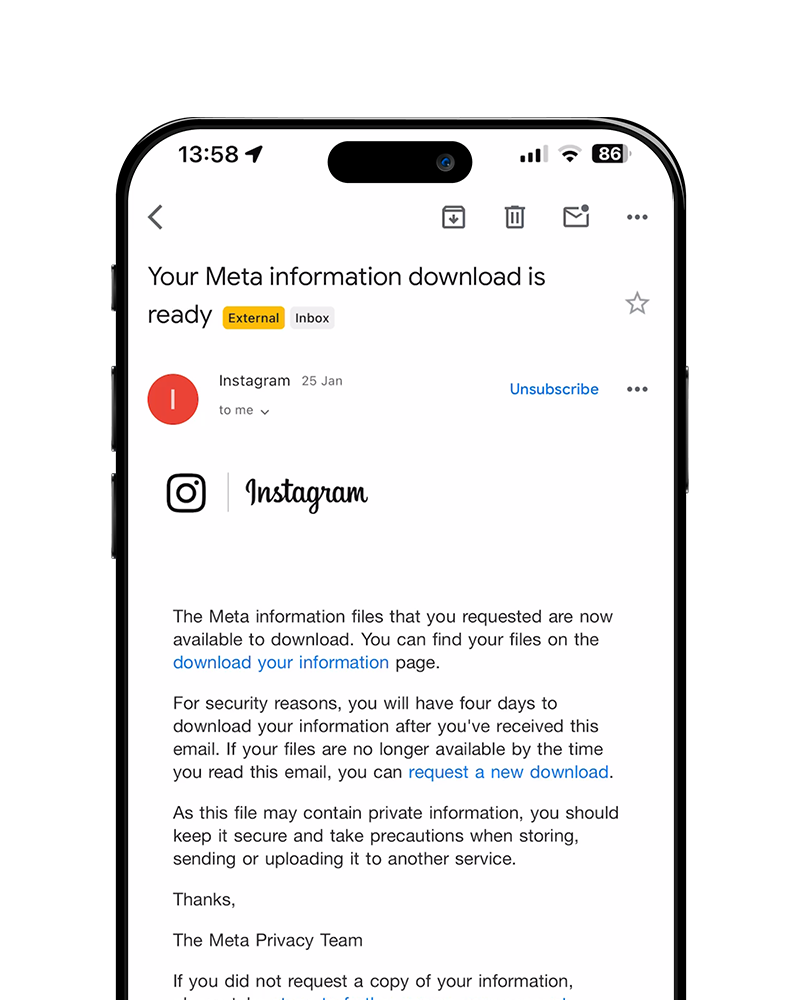 13:58
86
Your Meta information download is
ready External Inbox
I
Instagram 25 Jan
Unsubscribe
to me
Instagram
The Meta information files that you requested are now
available to download. You can find your files on the
download your information page.
For security reasons, you will have four days to
download your information after you've received this
email. If your files are no longer available by the time
you read this email, you can request a new download.
As this file may contain private information, you should
keep it secure and take precautions when storing,
sending or uploading it to another service.
Thanks,
The Meta Privacy Team
If you did not request a copy of your information,